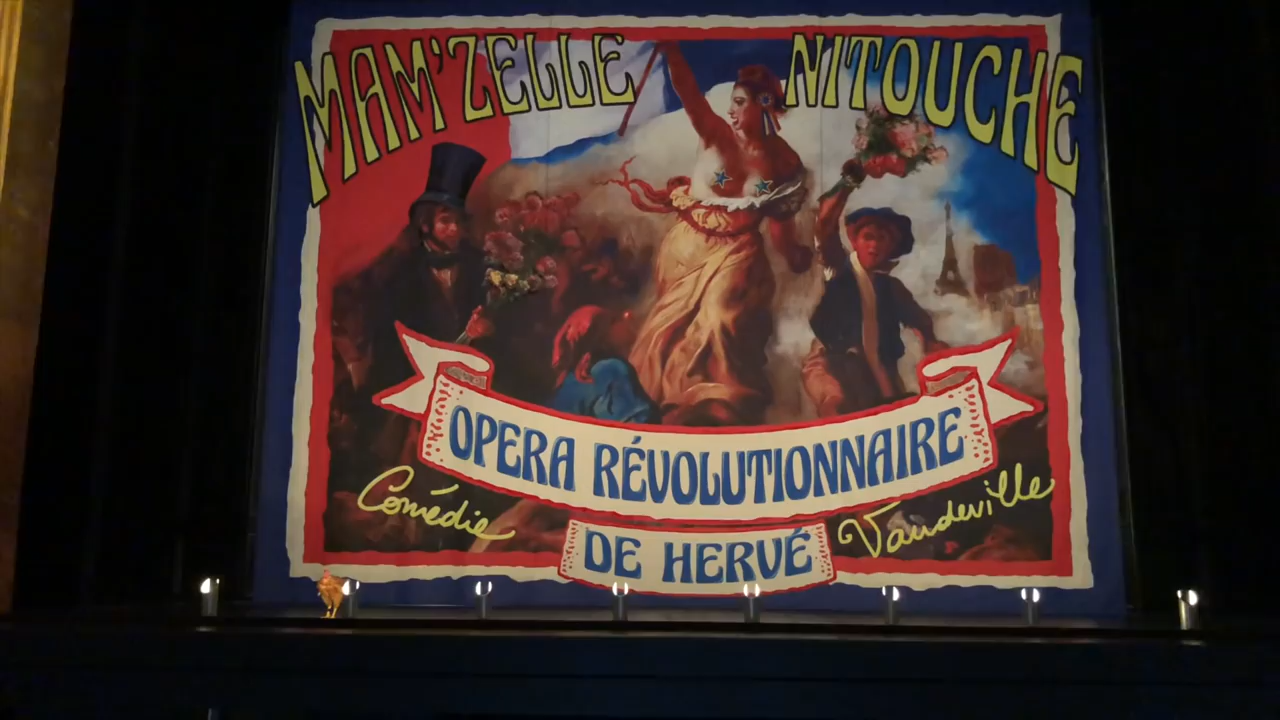 MAM'ZELLE NITOUCHE
OPERA RÉVOLUTIONNAIRE
Comédie
Vaudeville
DE HERVÉ